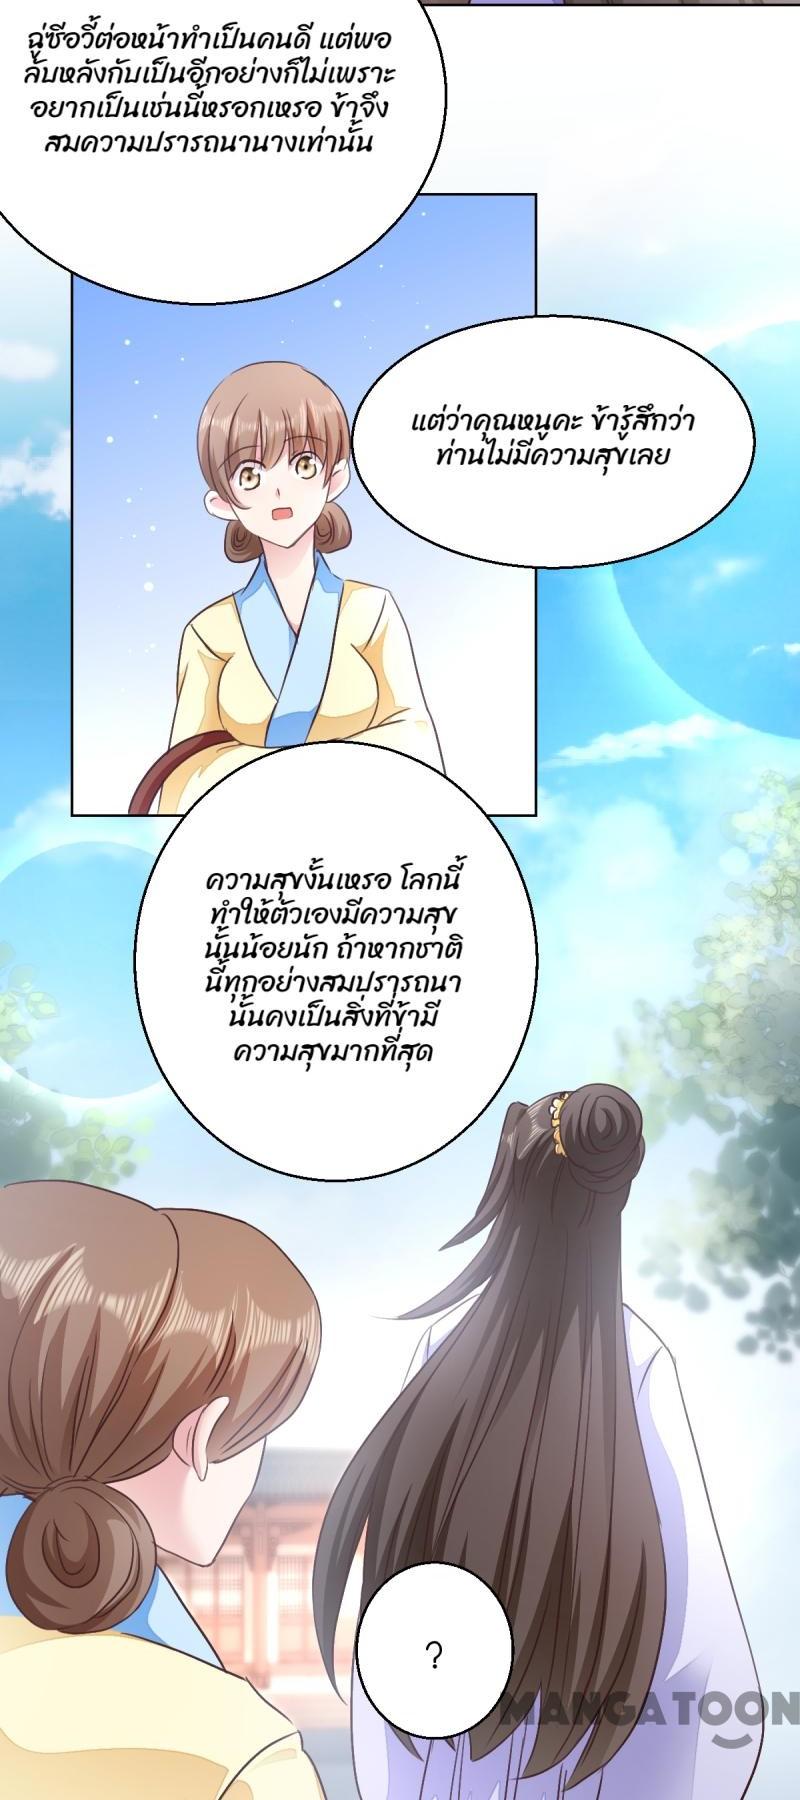 ฉู่ซีอวี้ต่อหน้าทำเป็นคนดี แต่พอ
ลับหลังกับเป็นอีกอย่างก็ไม่เพราะ
อยากเป็นเช่นนี้หรอกเหรอ ข้าจึง
สมความปรารถนานางเท่านั้น
แต่ว่าคุณหนูคะ ข้ารู้สึกว่า
ท่านไม่มีความสุขเลย
ความสุขงั้นเหรอ โลกนี้
ทำให้ตัวเองมีความสุข
นั้นน้อยนัก ถ้าหากชาติ
นี้ทุกอย่างสมปรารถนา
นั้นคงเป็นสิ่งที่ข้ามี
ความสุขมากที่สุด
?
MANGATOON